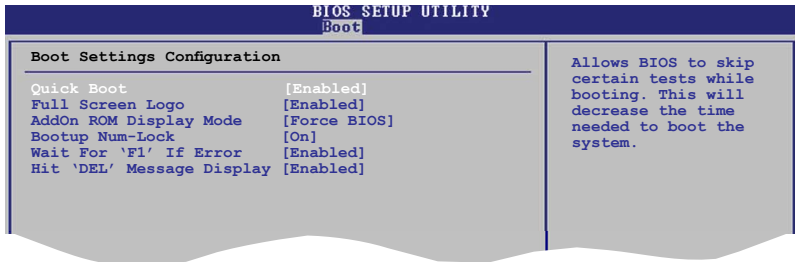 BIOS SETUP UTILITY
Boot
Boot Settings Configuration
Quick Boot [Enabled]
Full Screen Logo [Enabled]
AddOn ROM Display Mode [Force BIOS]
Bootup Num-Lock [On]
Wait For ‘F1’ If Error [Enabled]
Hit ‘DEL’ Message Display [Enabled]
Allows BIOS to skip
certain tests while
booting. This will
decrease the time
needed to boot the
system.